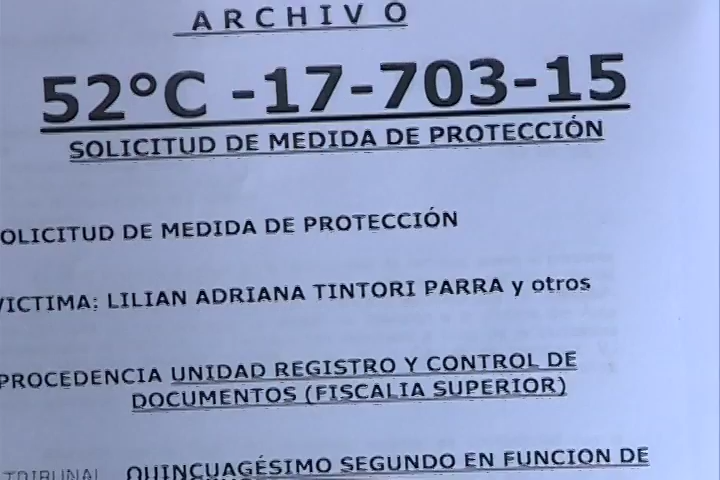 ARCHIVO
52°C -17-703-15
SOLICITUD DE MEDIDA DE PROTECCIÓN
OLICITUD DE MEDIDA DE PROTECCIÓN
VICTIMA: LILIAN ADRIANA TINTORI PARRA y otros
PROCEDENCIA UNIDAD REGISTRO Y CONTROL DE
DOCUMENTOS (FISCALIA SUPERIOR)
TRIBUNAL QUINCUAGÉSIMO SEGUNDO EN FUNCION DE